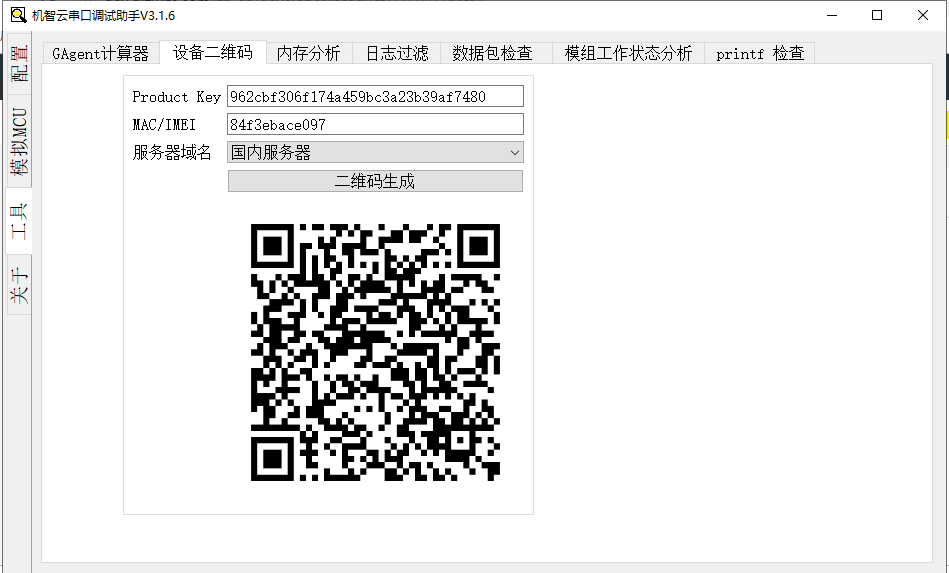 机智云串口调试助手V3.1.6
GAgent计算器 设备二维码 内存分析 日志过滤 数据包检查 模组工作状态分析 printf 检查
配置
模拟MCU
工具
关于
Product Key 962cbf306f174a459bc3a23b39af7480
MAC/IMEI 84f3ebace097
服务器域名 国内服务器
二维码生成